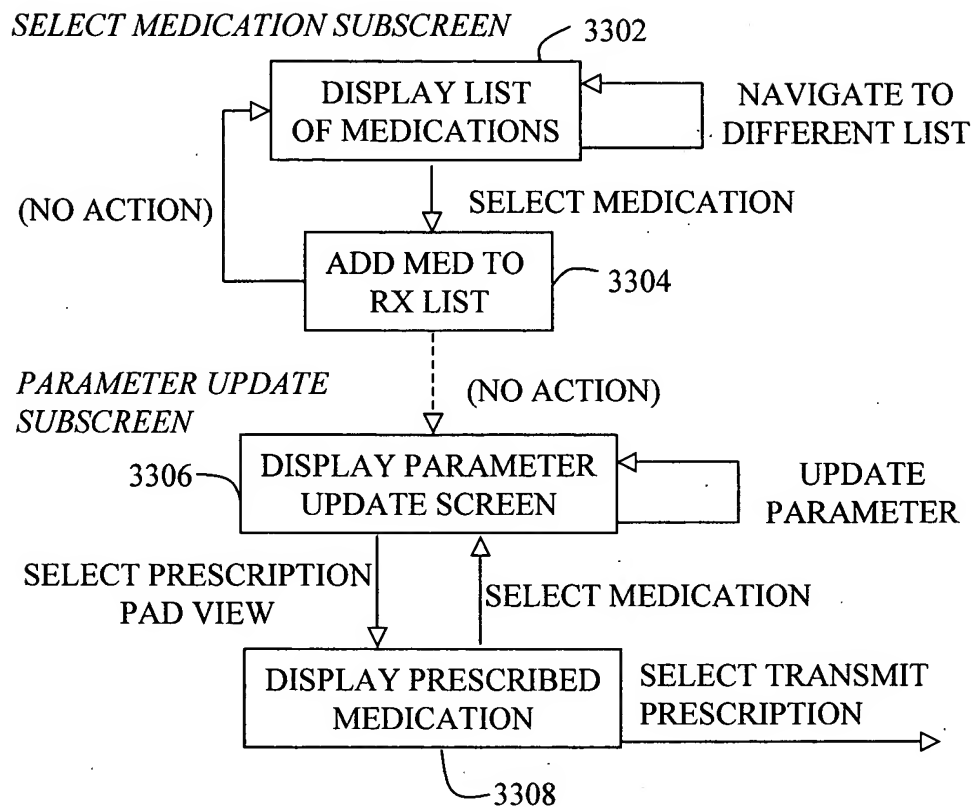 SELECT MEDICATION SUBSCREEN
3302
DISPLAY LIST
OF MEDICATIONS
NAVIGATE TO
DIFFERENT LIST
(NO ACTION)
SELECT MEDICATION
ADD MED TO
RX LIST
3304
PARAMETER UPDATE
SUBSCREEN
(NO ACTION)
3306
DISPLAY PARAMETER
UPDATE SCREEN
UPDATE
PARAMETER
SELECT PRESCRIPTION
PAD VIEW
SELECT MEDICATION
DISPLAY PRESCRIBED
MEDICATION
SELECT TRANSMIT
PRESCRIPTION
3308